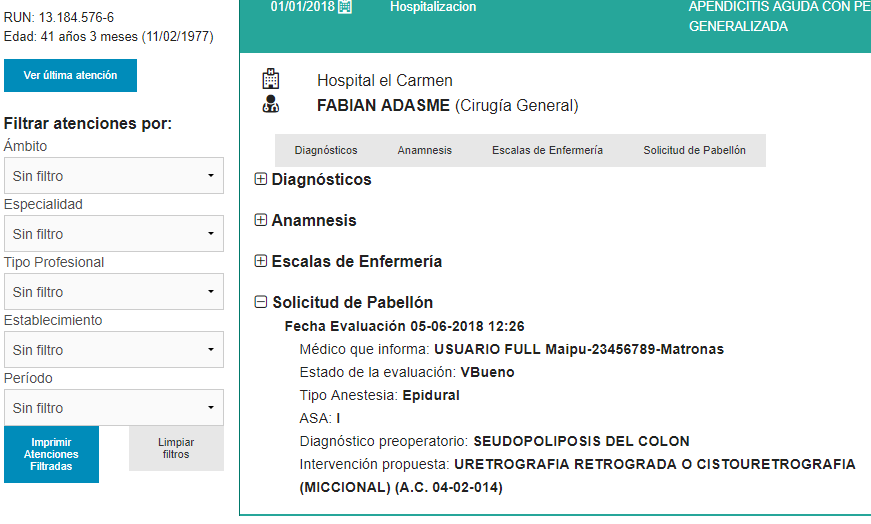 RUN: 13.184.576-6
Edad: 41 años 3 meses (11/02/1977)
Ver última atención
Filtrar atenciones por:
Ámbito
Sin filtro
Especialidad
Sin filtro
Tipo Profesional
Sin filtro
Establecimiento
Sin filtro
Período
Sin filtro
Imprimir
Atenciones
Filtradas
Limpiar
filtros
01/01/2018
Hospitalizacion
APENDICITIS AGUDA CON PE
GENERALIZADA
Hospital el Carmen
FABIAN ADASME (Cirugía General)
Diagnósticos Anamnesis Escalas de Enfermería Solicitud de Pabellón
Diagnósticos
Anamnesis
Escalas de Enfermería
Solicitud de Pabellón
Fecha Evaluación 05-06-2018 12:26
Médico que informa: USUARIO FULL Maipu-23456789-Matronas
Estado de la evaluación: VBueno
Tipo Anestesia: Epidural
ASA: I
Diagnóstico preoperatorio: SEUDOPOLIPOSIS DEL COLON
Intervención propuesta: URETROGRAFIA RETROGRADA O CISTOURETROGRAFIA
(MICCIONAL) (A.C. 04-02-014)